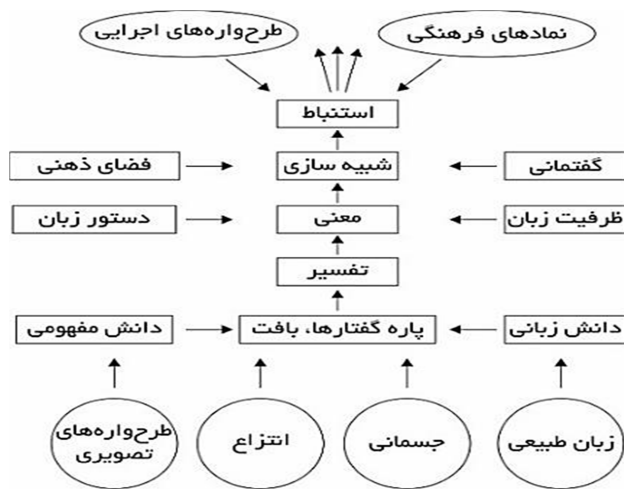 نمادهای فرهنگی
طرح‌واره‌های اجرایی
استنباط
گفتمانی
شبیه سازی
فضای ذهنی
ظرفیت زبان
معنی
دستور زبان
تفسیر
دانش زبانی
پاره گفتارها، بافت
دانش مفهومی
زبان طبیعی
جسمانی
انتزاع
طرح‌واره‌های
تصویری